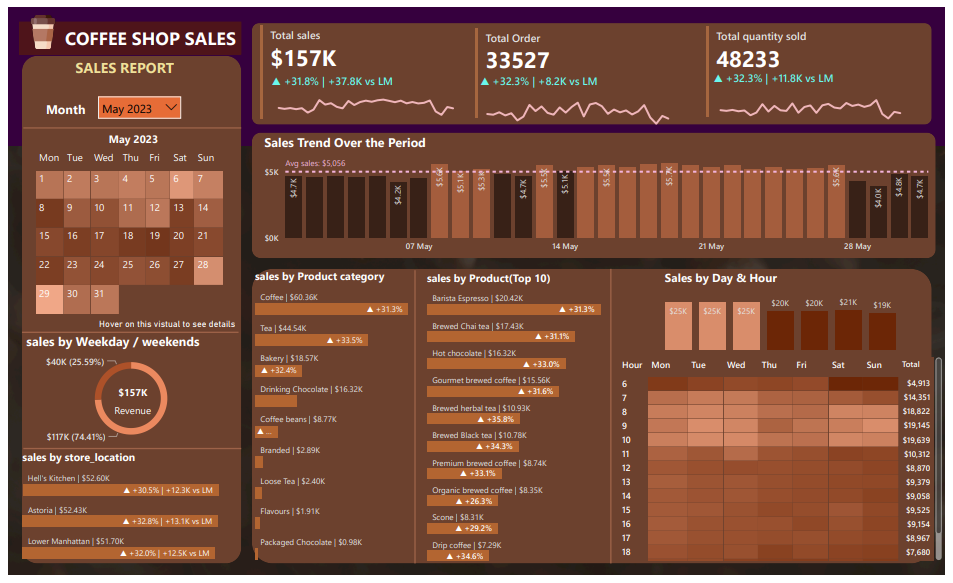 COFFEE SHOP SALES
SALES REPORT
Month
May 2023
May 2023
Mon Tue Wed Thu Fri Sat Sun
1 2 3 4 5 6 7
8 9 10 11 12 13 14
15 16 17 18 19 20 21
22 23 24 25 26 27 28
29 30 31
Hover on this vistual to see details
sales by Weekday / weekends
$40K (25.59%)
$157K
Revenue
$117K (74.41%)
sales by store_location
Hell's Kitchen | $52.60K
▲ +30.5% | +12.3K vs LM
Astoria | $52.43K
▲ +32.8% | +13.1K vs LM
Lower Manhattan | $51.70K
▲ +32.0% | +12.5K vs LM
Total sales
$157K
▲ +31.8% | +37.8K vs LM
Total Order
33527
▲ +32.3% | +8.2K vs LM
Total quantity sold
48233
▲ +32.3% | +11.8K vs LM
Sales Trend Over the Period
Avg sales: $5,056
$5K
$0K
$4.7K $4.2K $5.6K $5.1K $5.3K $4.7K $5.5K $5.1K $5.5K $5.7K $5.6K $4.0K $4.8K $4.7K
07 May 14 May 21 May 28 May
sales by Product category
Coffee | $60.36K
▲ +31.3%
Tea | $44.54K
▲ +33.5%
Bakery | $18.57K
▲ +32.4%
Drinking Chocolate | $16.32K
Coffee beans | $8.77K
▲ ...
Branded | $2.89K
Loose Tea | $2.40K
Flavours | $1.91K
Packaged Chocolate | $0.98K
sales by Product(Top 10)
Barista Espresso | $20.42K
▲ +31.3%
Brewed Chai tea | $17.43K
▲ +31.1%
Hot chocolate | $16.32K
▲ +33.0%
Gourmet brewed coffee | $15.56K
▲ +31.6%
Brewed herbal tea | $10.93K
▲ +35.8%
Brewed Black tea | $10.78K
▲ +34.3%
Premium brewed coffee | $8.74K
▲ +33.1%
Organic brewed coffee | $8.35K
▲ +26.3%
Scone | $8.31K
▲ +29.2%
Drip coffee | $7.29K
▲ +34.6%
Sales by Day & Hour
$25K $25K $25K $20K $20K $21K $19K
Hour Mon Tue Wed Thu Fri Sat Sun Total
6 $4,913
7 $14,351
8 $18,822
9 $19,145
10 $19,639
11 $10,312
12 $8,870
13 $9,379
14 $9,058
15 $9,525
16 $9,154
17 $8,967
18 $7,680